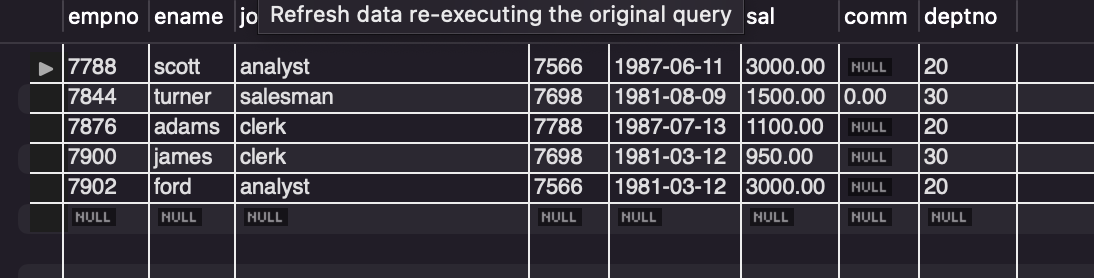 empno ename jo Refresh data re-executing the original query sal comm deptno
7788 scott analyst 7566 1987-06-11 3000.00 NULL 20
7844 turner salesman 7698 1981-08-09 1500.00 0.00 30
7876 adams clerk 7788 1987-07-13 1100.00 NULL 20
7900 james clerk 7698 1981-03-12 950.00 NULL 30
7902 ford analyst 7566 1981-03-12 3000.00 NULL 20
NULL NULL NULL NULL NULL NULL NULL NULL